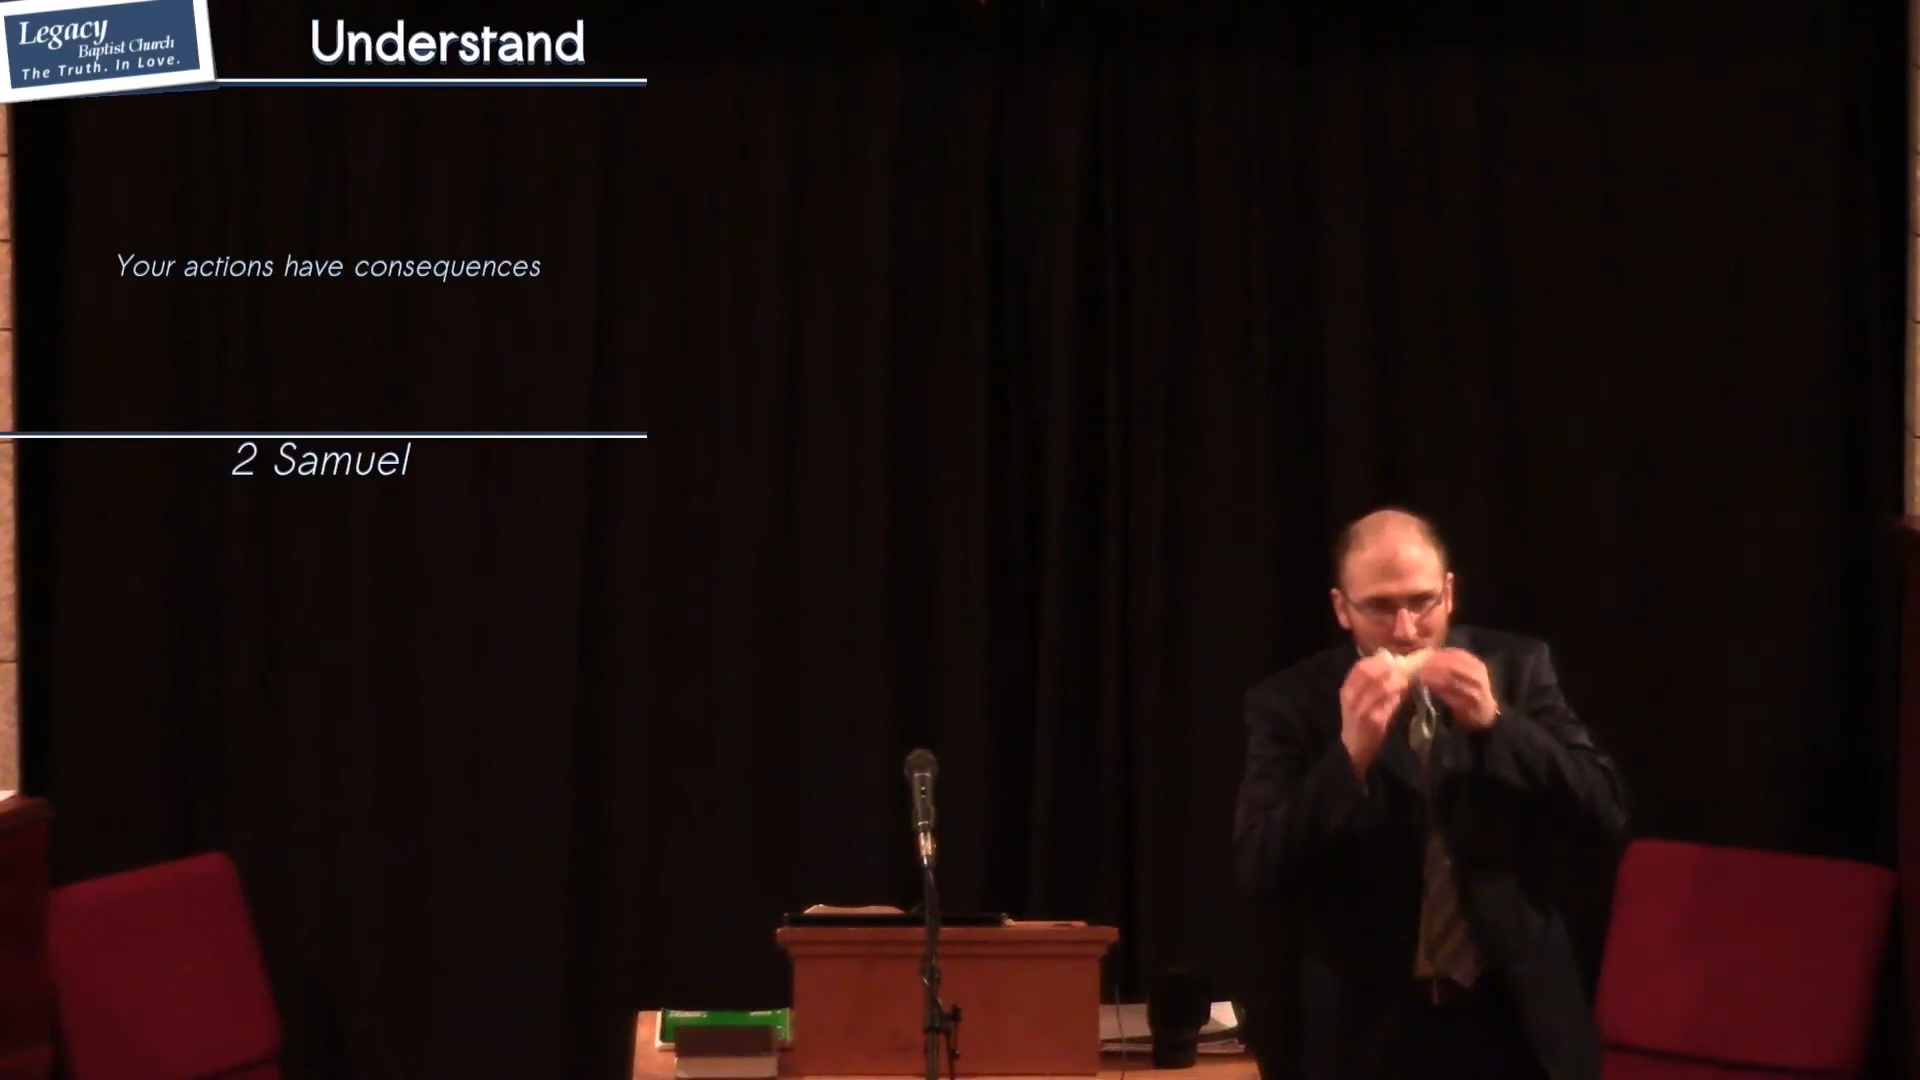 Legacy
Baptist Church
The Truth. In Love.
Understand
Your actions have consequences
2 Samuel